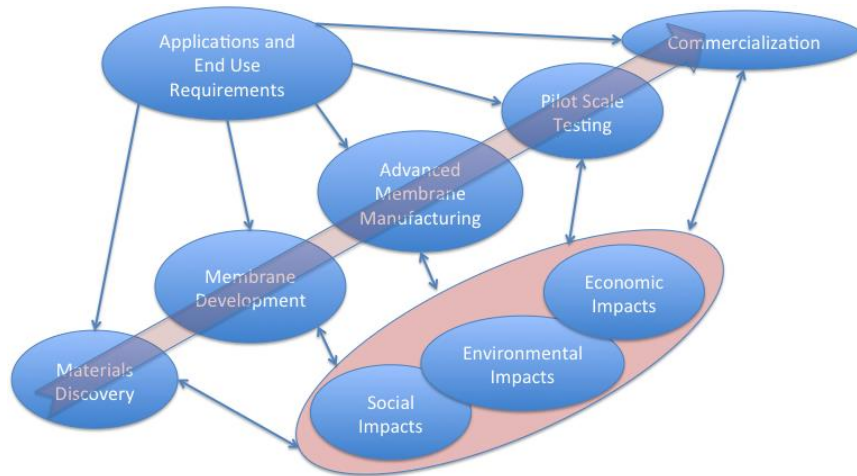 Applications and
End Use
Requirements
Commercialization
Pilot Scale
Testing
Advanced
Membrane
Manufacturing
Membrane
Development
Materials
Discovery
Economic
Impacts
Environmental
Impacts
Social
Impacts